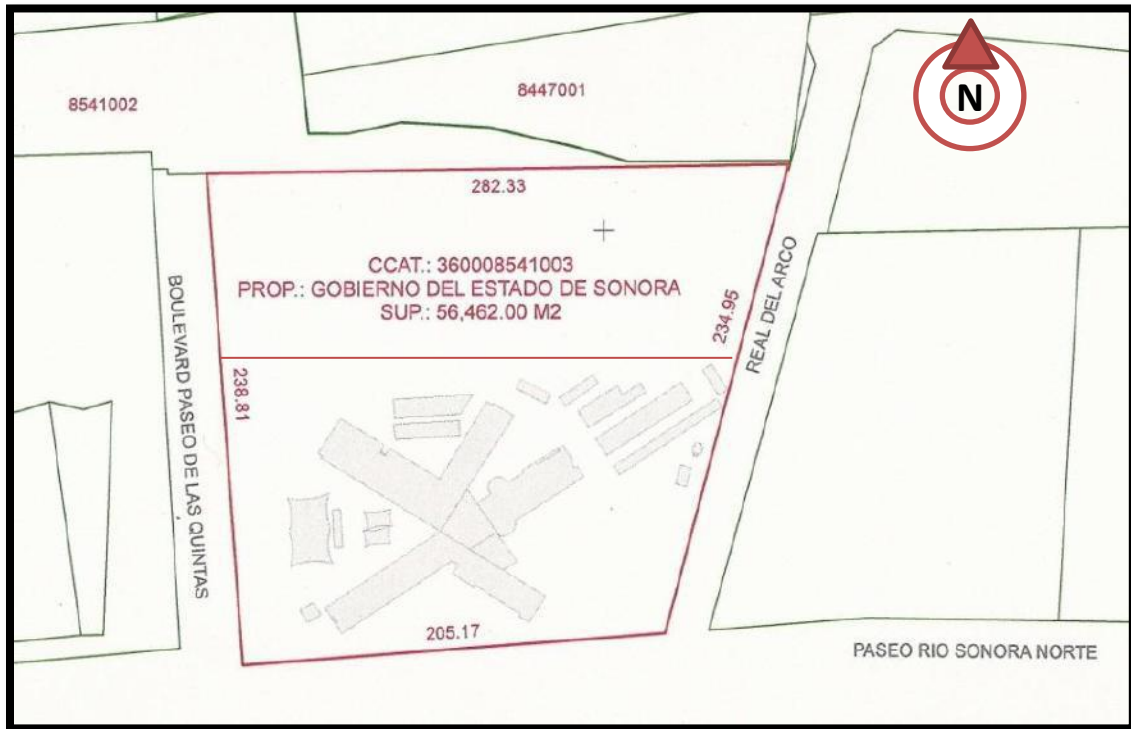 8541002
8447001
N
282.33
CCAT.: 360008541003
PROP.: GOBIERNO DEL ESTADO DE SONORA
SUP.: 56,462.00 M2
BOULEVARD PASEO DE LAS QUINTAS
238.81
234.95
REAL DEL ARCO
205.17
PASEO RIO SONORA NORTE